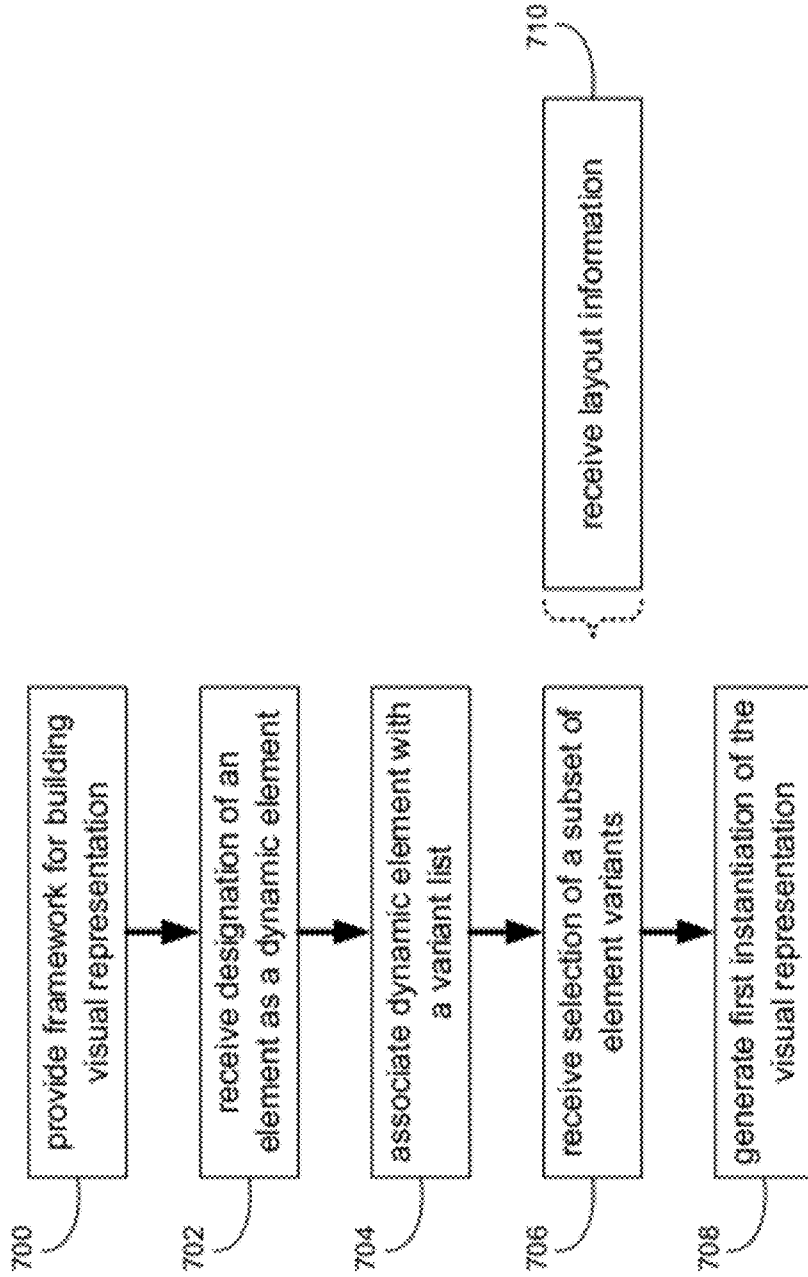 700
provide framework for building
visual representation
702
receive designation of an
element as a dynamic element
704
associate dynamic element with
a variant list
706
receive selection of a subset of
element variants
710
receive layout information
708
generate first instantiation of the
visual representation